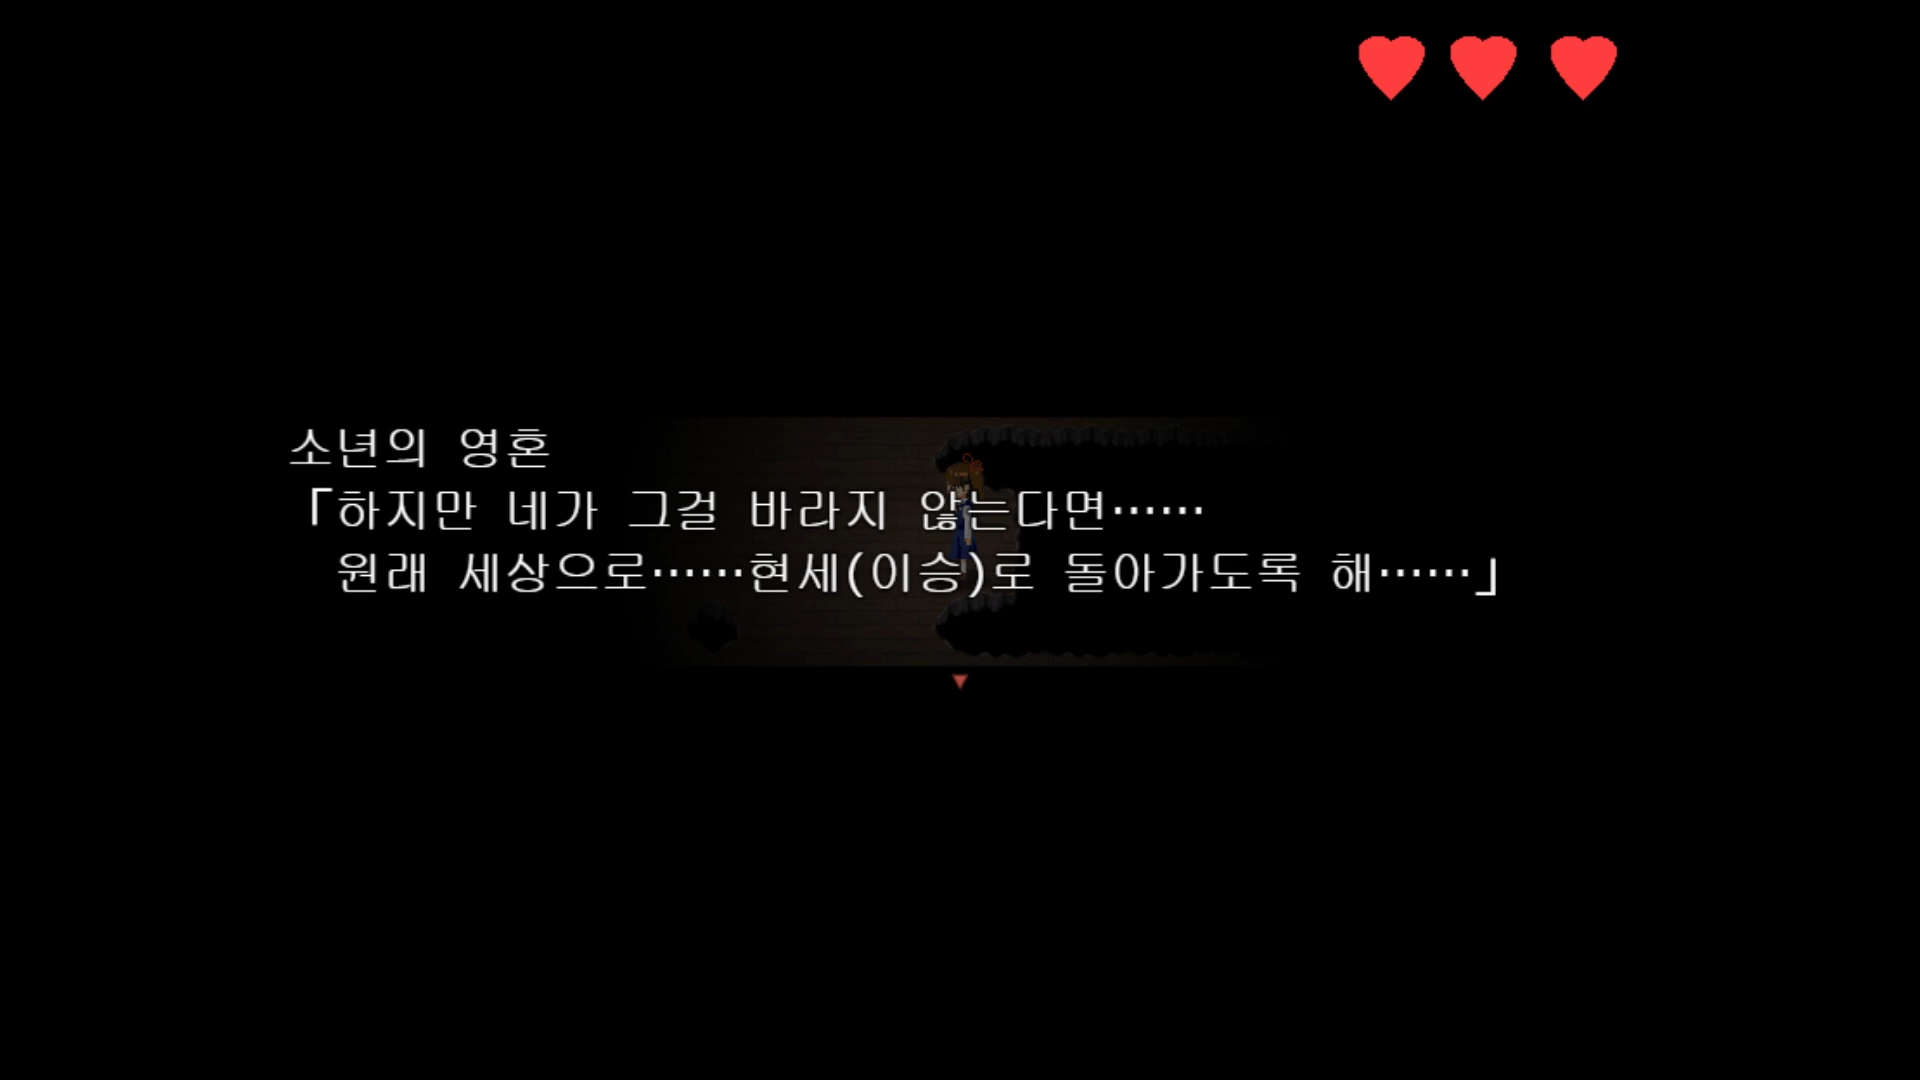 소년의 영혼
「하지만 네가 그걸 바라지 않는다면……
원래 세상으로……현세(이승)로 돌아가도록 해……」